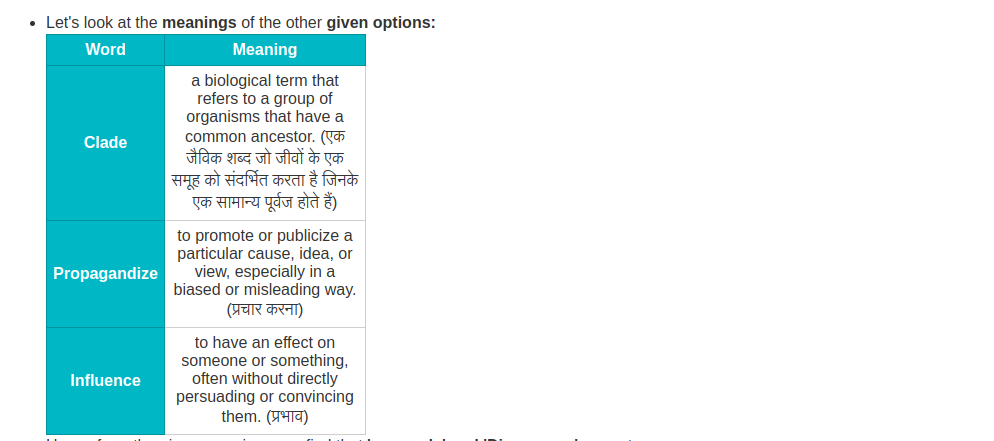 Let's look at the meanings of the other given options:
Word Meaning
Clade
a biological term that
refers to a group of
organisms that have a
common ancestor. (एक
जैविक शब्द जो जीवों के एक
समूह को संदर्भित करता है जिनके
एक सामान्य पूर्वज होते हैं)
Propagandize
to promote or publicize a
particular cause, idea, or
view, especially in a
biased or misleading way.
(प्रचार करना)
Influence
to have an effect on
someone or something,
often without directly
persuading or convincing
them. (प्रभाव)